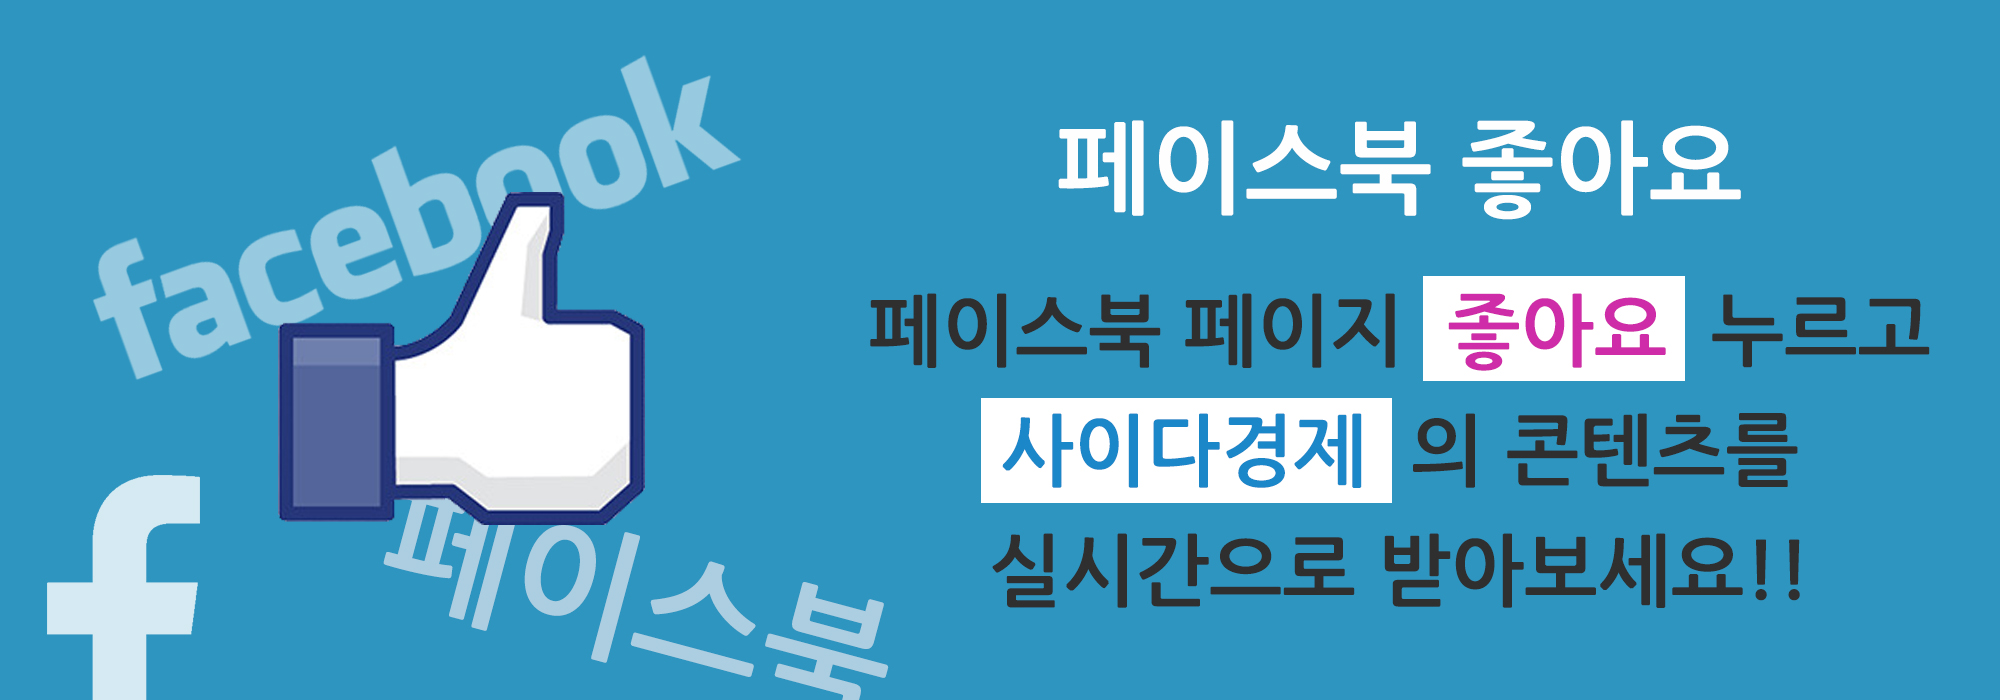 facebook
f
페이스북
페이스북 좋아요
페이스북 페이지 좋아요 누르고
사이다경제 의 콘텐츠를
실시간으로 받아보세요!!